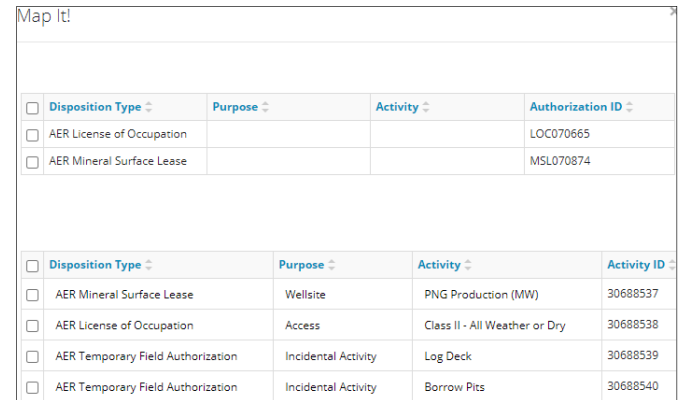 Map It!
Disposition Type Purpose Activity Authorization ID
AER License of Occupation LOC070665
AER Mineral Surface Lease MSL070874
Disposition Type Purpose Activity Activity ID
AER Mineral Surface Lease Wellsite PNG Production (MW) 30688537
AER License of Occupation Access Class II - All Weather or Dry 30688538
AER Temporary Field Authorization Incidental Activity Log Deck 30688539
AER Temporary Field Authorization Incidental Activity Borrow Pits 30688540